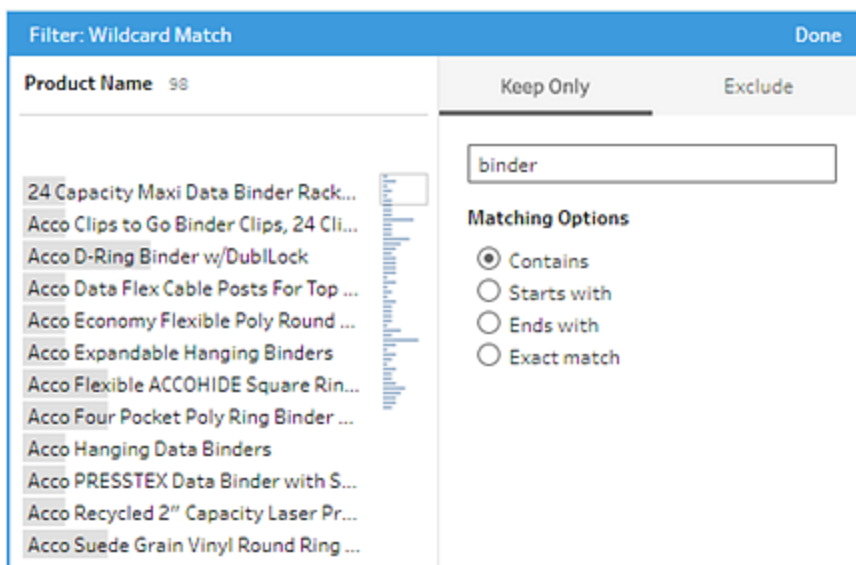 Filter: Wildcard Match
Done
Product Name 98
Keep Only
Exclude
24 Capacity Maxi Data Binder Rack...
Acco Clips to Go Binder Clips, 24 Cli...
Acco D-Ring Binder w/DublLock
Acco Data Flex Cable Posts For Top ...
Acco Economy Flexible Poly Round ...
Acco Expandable Hanging Binders
Acco Flexible ACCOHIDE Square Rin...
Acco Four Pocket Poly Ring Binder ...
Acco Hanging Data Binders
Acco PRESSTEX Data Binder with S...
Acco Recycled 2" Capacity Laser Pr...
Acco Suede Grain Vinyl Round Ring ...
binder
Matching Options
Contains
Starts with
Ends with
Exact match